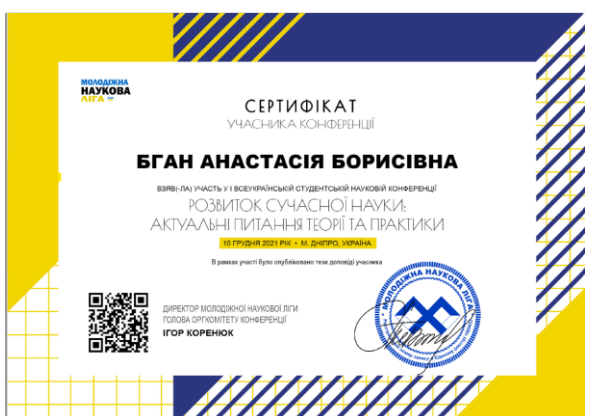 МОЛОДІЖНА
НАУКОВА
ЛІГА
СЕРТИФІКАТ
УЧАСНИКА КОНФЕРЕНЦІЇ
БГАН АНАСТАСІЯ БОРИСІВНА
ВЗЯВ(-ЛА) УЧАСТЬ У І ВСЕУКРАЇНСЬКІЙ СТУДЕНТСЬКІЙ НАУКОВІЙ КОНФЕРЕНЦІЇ
РОЗВИТОК СУЧАСНОЇ НАУКИ:
АКТУАЛЬНІ ПИТАННЯ ТЕОРІЇ ТА ПРАКТИКИ
10 ГРУДНЯ 2021 РІК • М. ДНІПРО, УКРАЇНА
В рамках участі було опубліковано тези доповіді учасника
ДИРЕКТОР МОЛОДІЖНОЇ НАУКОВОЇ ЛІГИ
ГОЛОВА ОРГКОМІТЕТУ КОНФЕРЕНЦІЇ
ІГОР КОРЕНЮК
МОЛОДІЖНА НАУКОВА ЛІГА